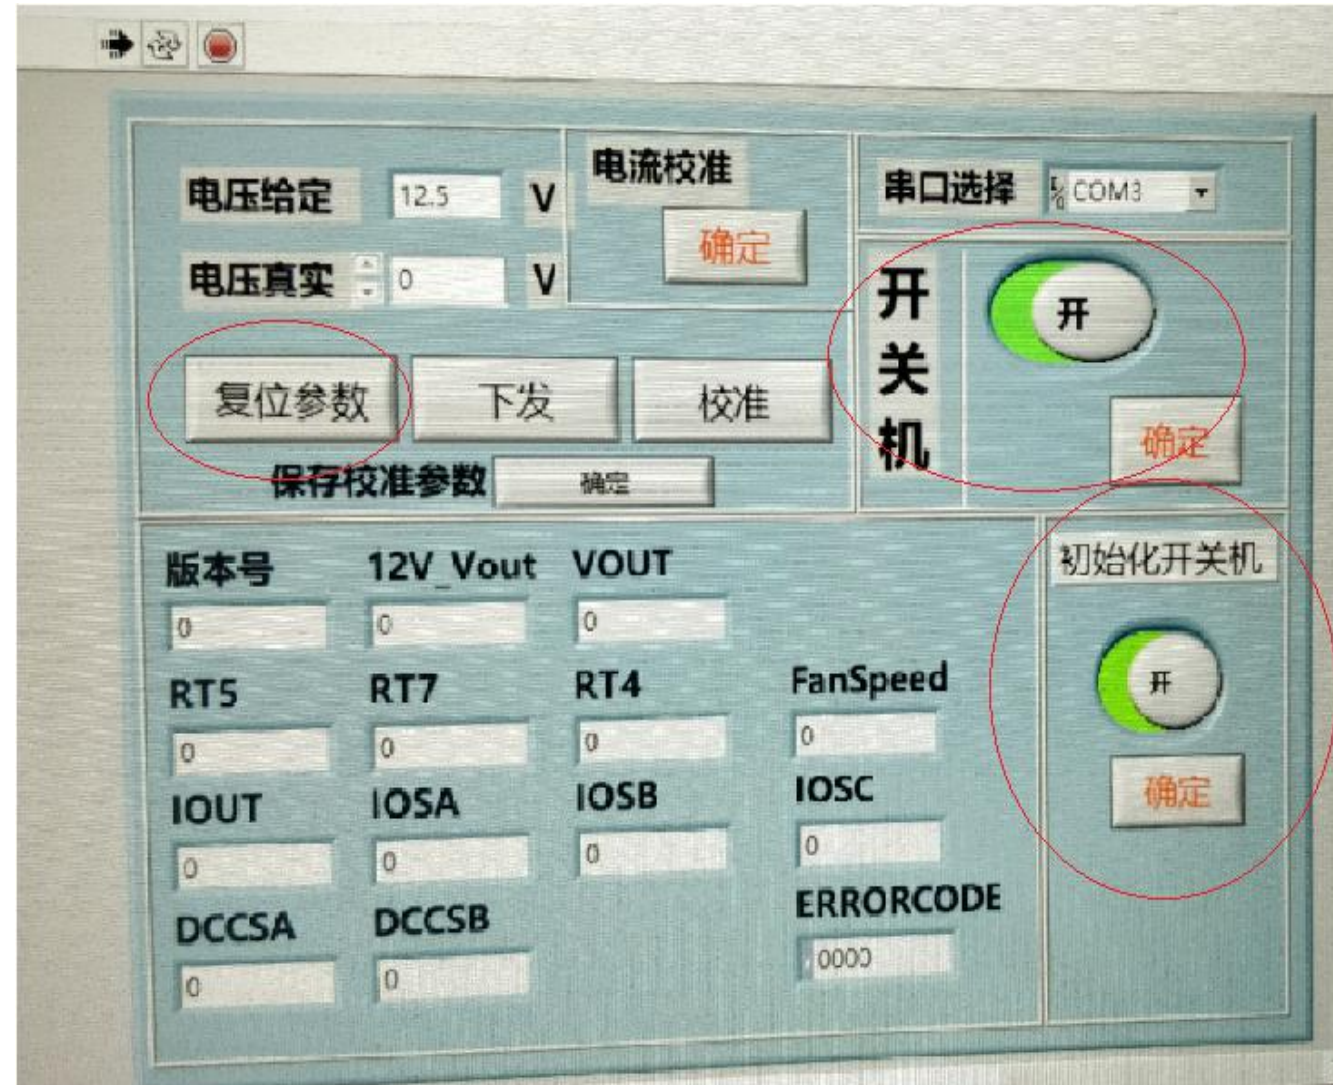 电压给定 12.5 V
电压真实 0 V
电流校准
确定
串口选择 COM3
开关机
开
确定
复位参数 下发 校准
保存校准参数 确定
版本号 12V_Vout VOUT
0 0 0
RT5 RT7 RT4 FanSpeed
0 0 0 0
IOUT IOSA IOSB IOSC
0 0 0 0
DCCSA DCCSB ERRORCODE
0 0 0000
初始化开关机
开
确定